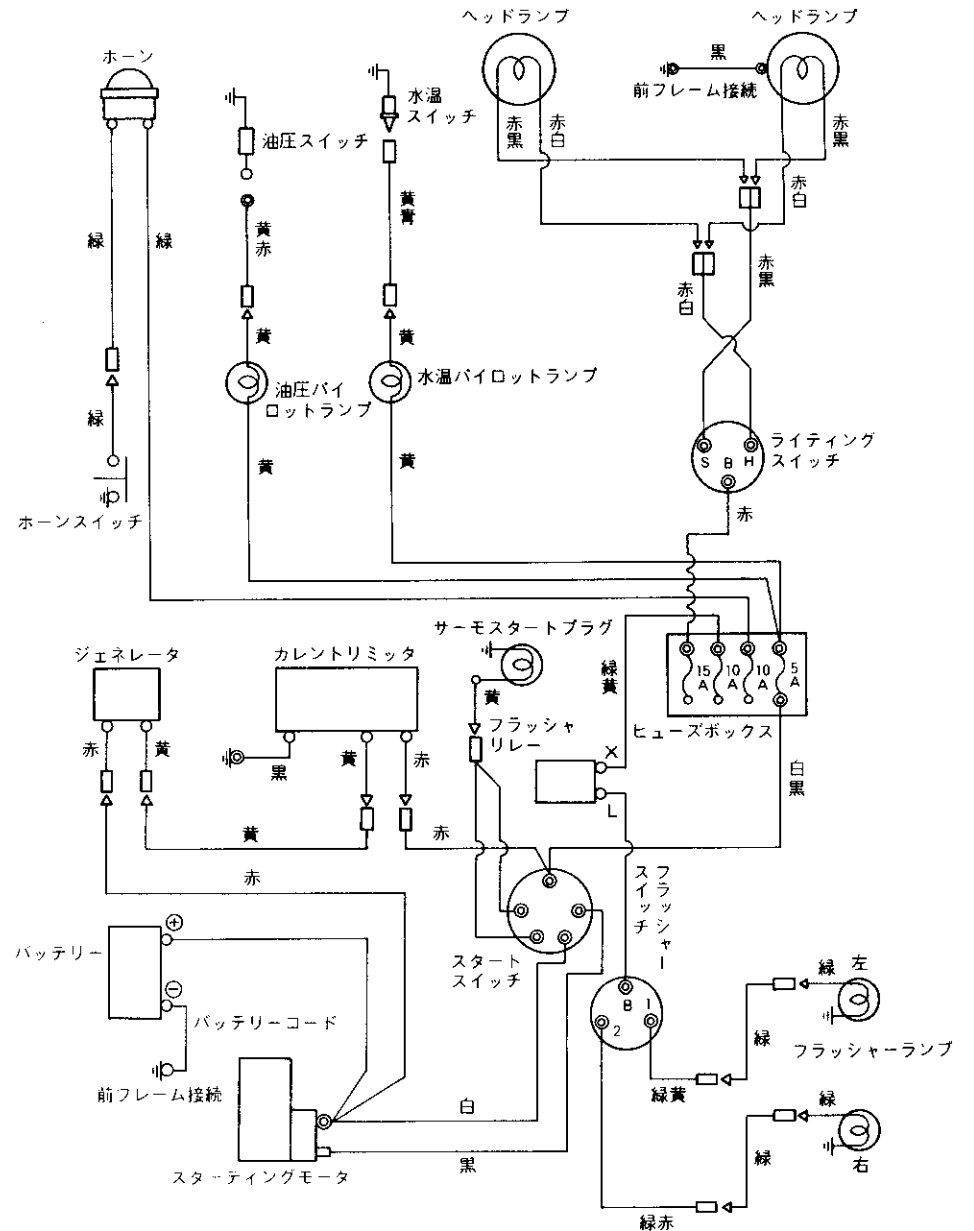 ヘッドランプ
ヘッドランプ
ホーン
黒
前フレーム接続
水温
スイッチ
油圧スイッチ
赤黒
赤白
赤黒
赤白
黄青
黄赤
緑
緑
赤黒
赤白
黄
黄
水温パイロットランプ
油圧パイ
ロットランプ
緑
ライティング
スイッチ
S
B
H
黄
黄
赤
ホーンスイッチ
サーモスタートプラグ
ジェネレータ
カレントリミッタ
緑黄
15
A
10
A
10
A
5
A
黄
フラッシャ
リレー
ヒューズボックス
赤
黄
黒
黄
赤
X
L
白黒
黄
赤
赤
フラッシャー
スイッチ
⊕
バッテリー
⊖
スタート
スイッチ
B
1
2
緑
左
バッテリーコード
緑
フラッシャーランプ
前フレーム接続
緑黄
白
緑
黒
緑
右
スターティングモータ
緑赤